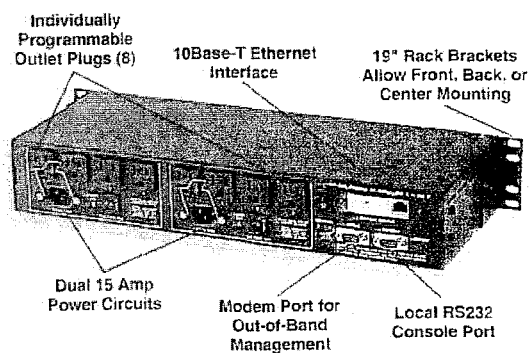 Individually
Programmable
Outlet Plugs (8)
10Base-T Ethernet
Interface
19" Rack Brackets
Allow Front, Back, or
Center Mounting
Dual 15 Amp
Power Circuits
Modem Port for
Out-of-Band
Management
Local RS232
Console Port